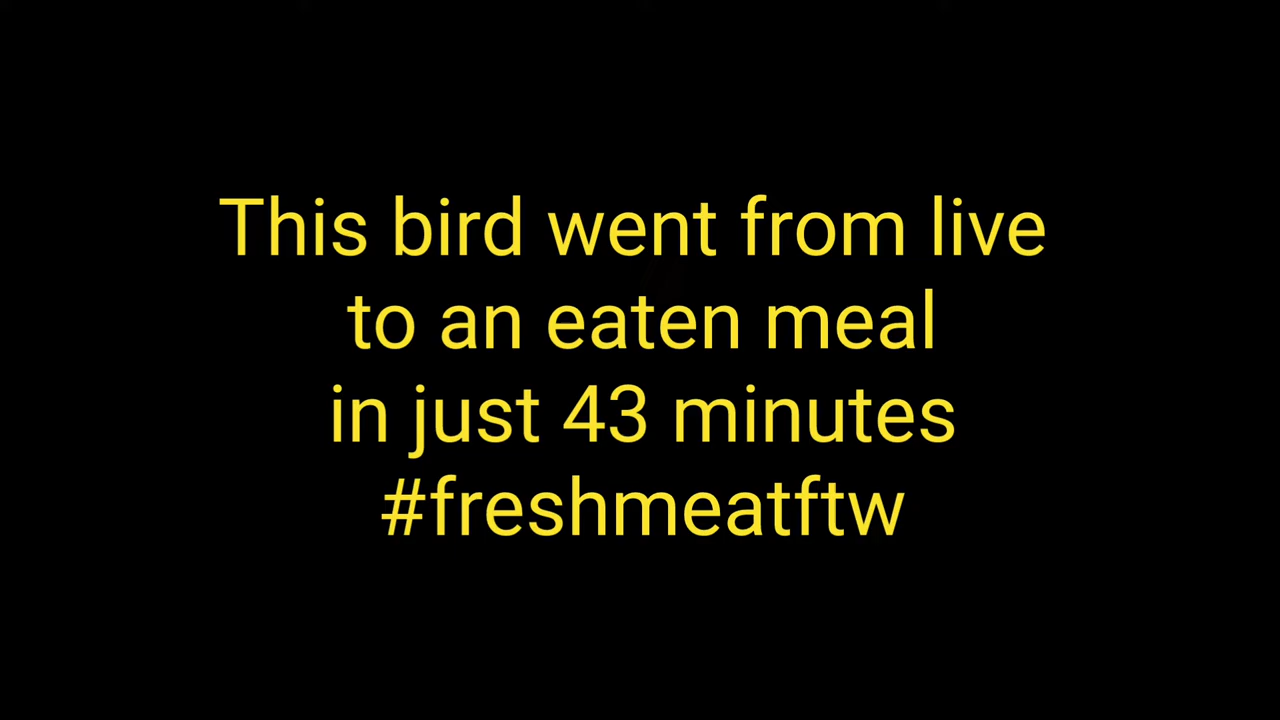 This bird went from live
to an eaten meal
in just 43 minutes
#freshmeatftw